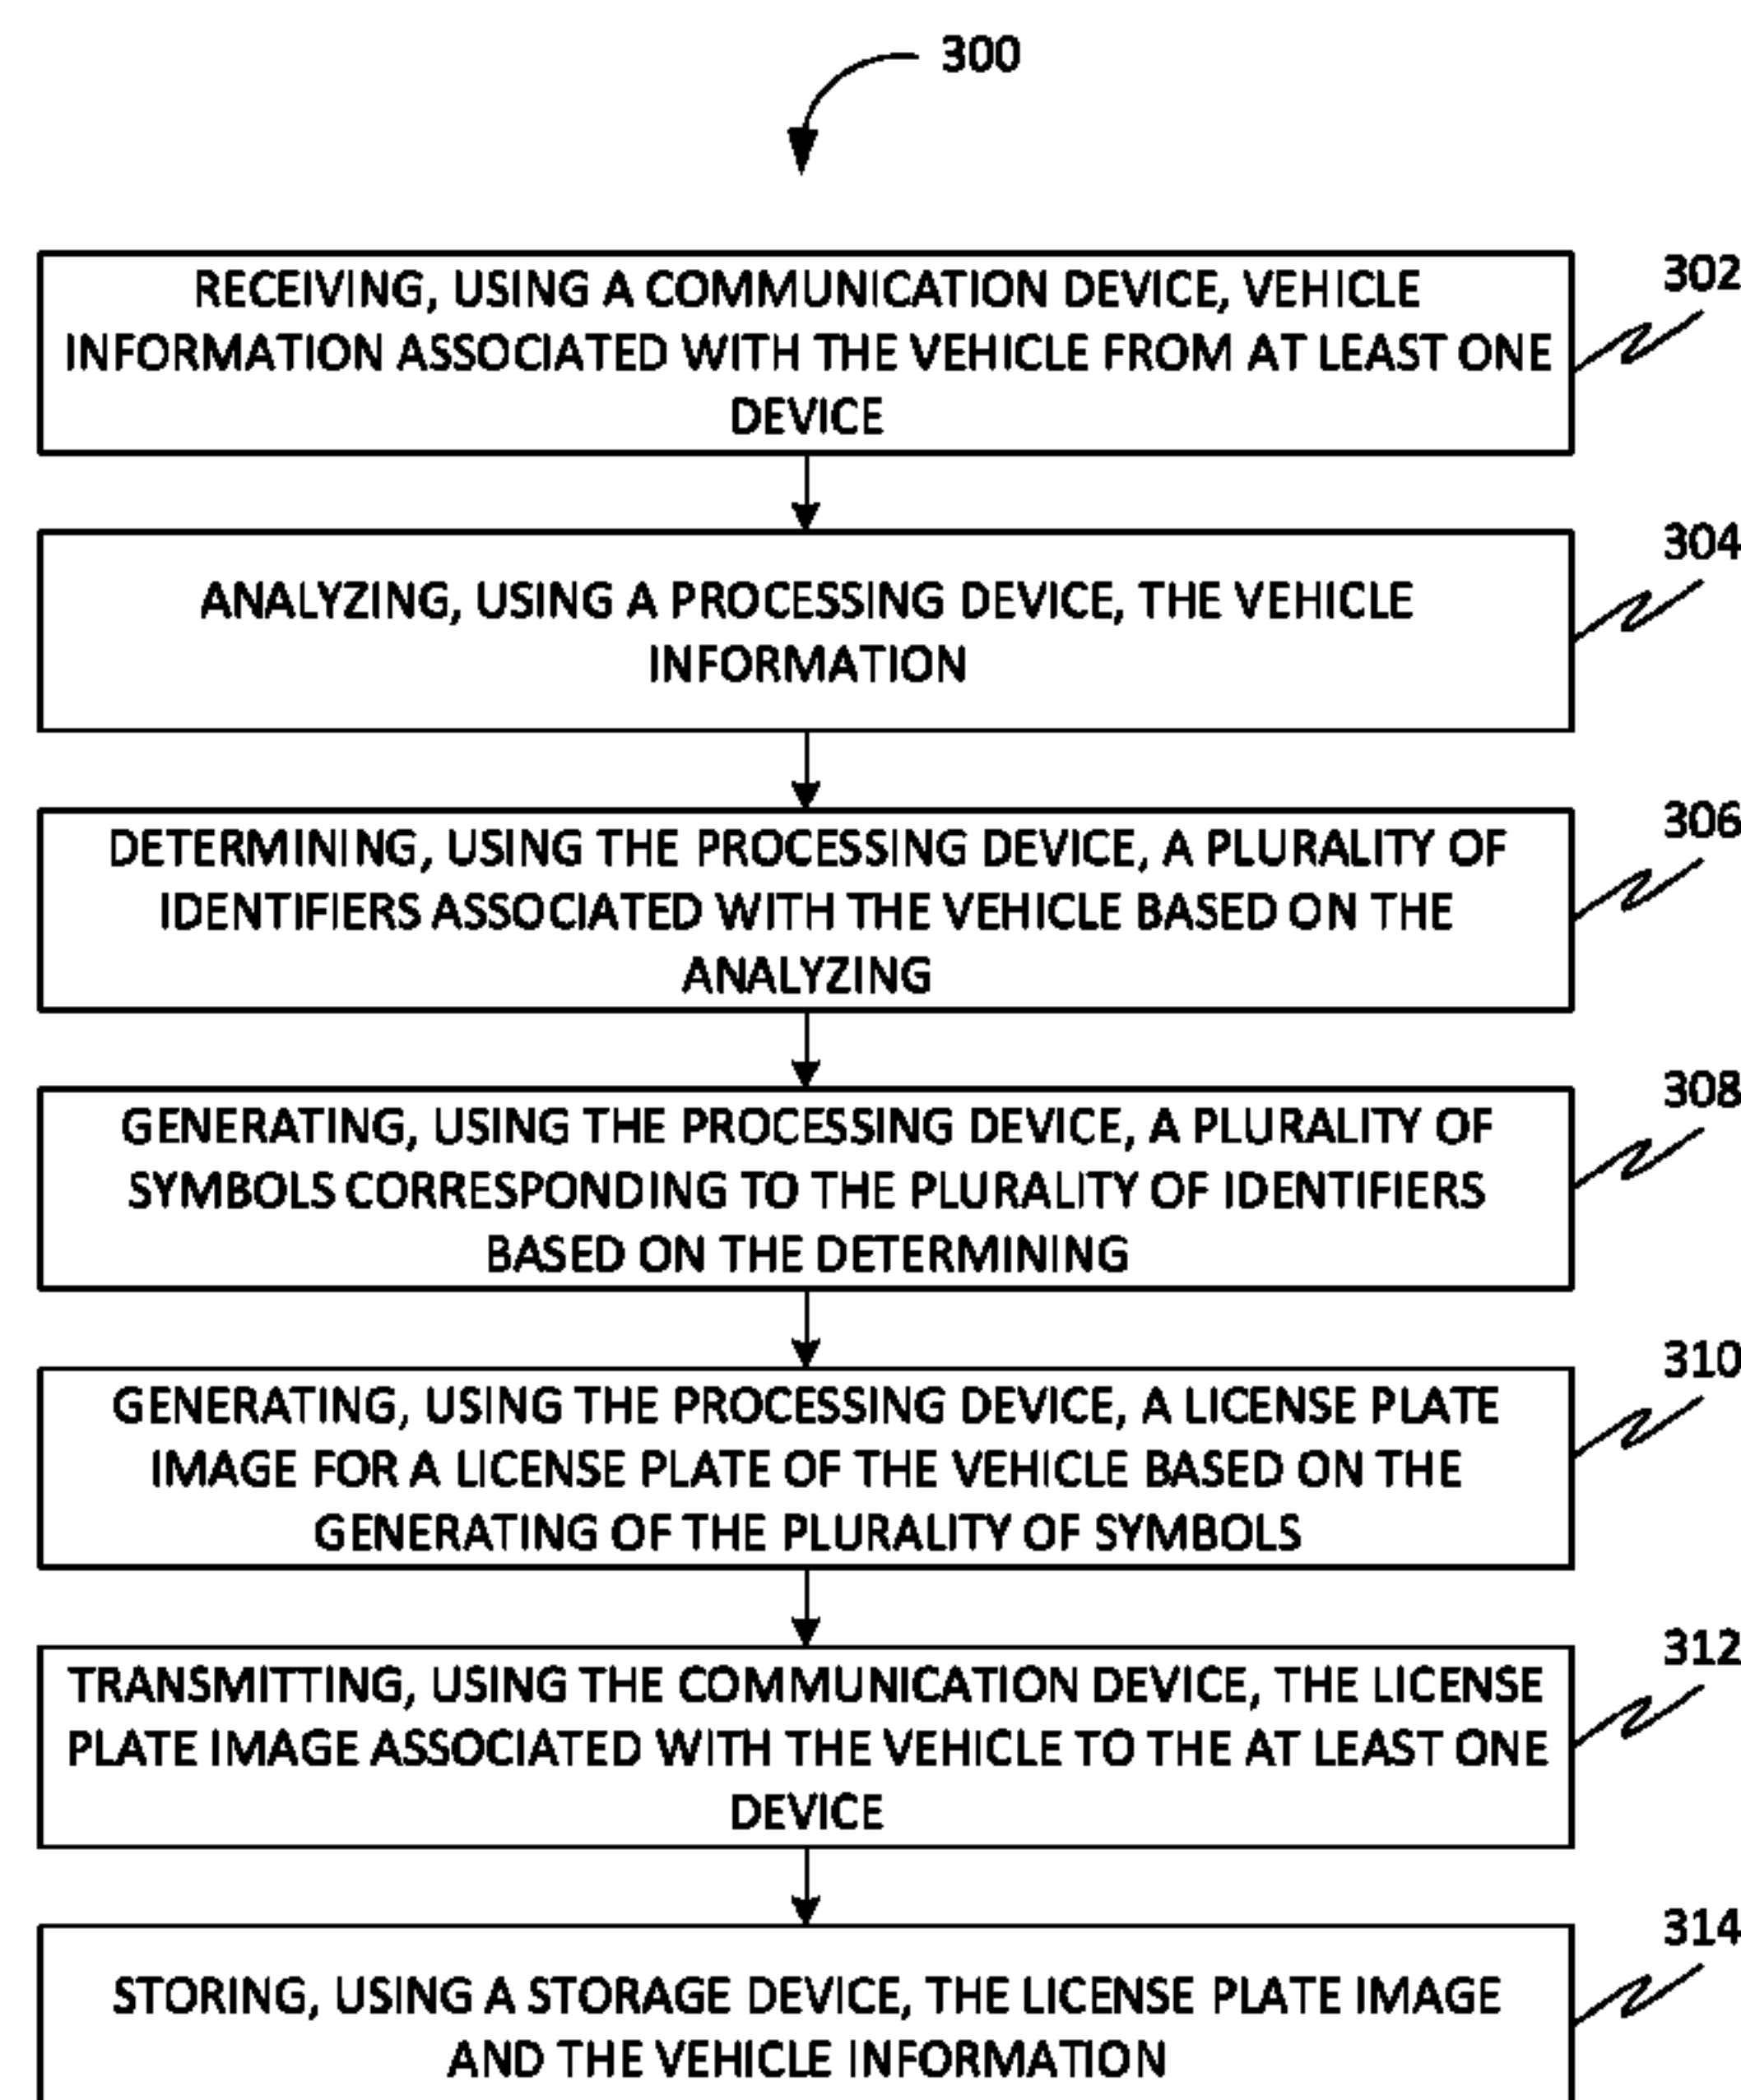 300
RECEIVING, USING A COMMUNICATION DEVICE, VEHICLE
INFORMATION ASSOCIATED WITH THE VEHICLE FROM AT LEAST ONE
DEVICE
302
ANALYZING, USING A PROCESSING DEVICE, THE VEHICLE
INFORMATION
304
DETERMINING, USING THE PROCESSING DEVICE, A PLURALITY OF
IDENTIFIERS ASSOCIATED WITH THE VEHICLE BASED ON THE
ANALYZING
306
GENERATING, USING THE PROCESSING DEVICE, A PLURALITY OF
SYMBOLS CORRESPONDING TO THE PLURALITY OF IDENTIFIERS
BASED ON THE DETERMINING
308
GENERATING, USING THE PROCESSING DEVICE, A LICENSE PLATE
IMAGE FOR A LICENSE PLATE OF THE VEHICLE BASED ON THE
GENERATING OF THE PLURALITY OF SYMBOLS
310
TRANSMITTING, USING THE COMMUNICATION DEVICE, THE LICENSE
PLATE IMAGE ASSOCIATED WITH THE VEHICLE TO THE AT LEAST ONE
DEVICE
312
STORING, USING A STORAGE DEVICE, THE LICENSE PLATE IMAGE
AND THE VEHICLE INFORMATION
314